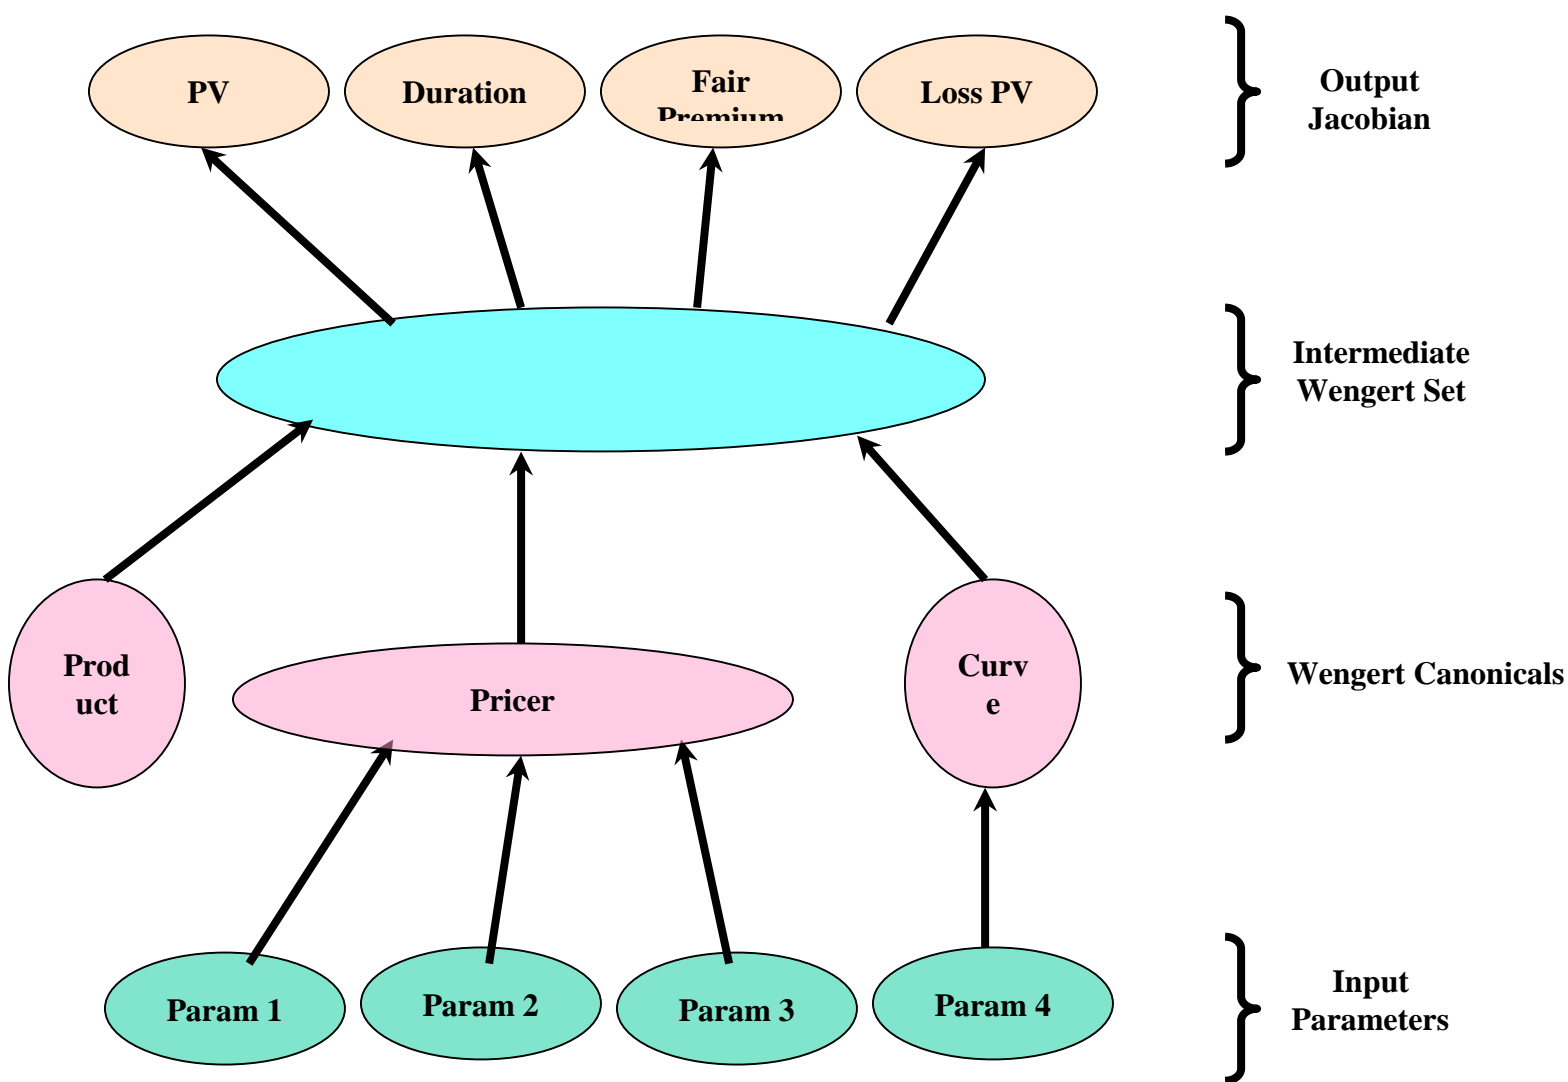 PV
Duration
Fair
Premium
Loss PV
Output
Jacobian
Intermediate
Wengert Set
Prod
uct
Pricer
Curv
e
Wengert Canonicals
Param 1
Param 2
Param 3
Param 4
Input
Parameters